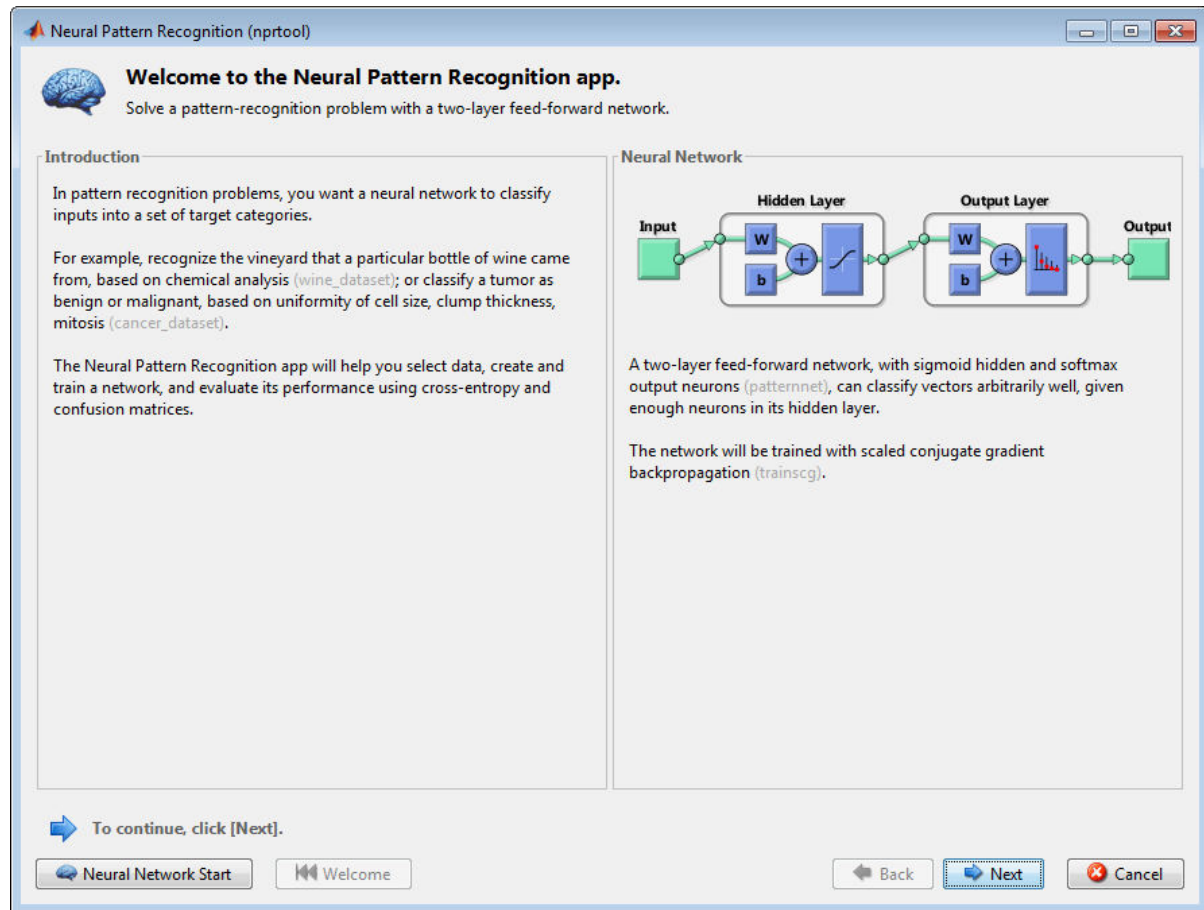 Neural Pattern Recognition (nprtool)
Welcome to the Neural Pattern Recognition app.
Solve a pattern-recognition problem with a two-layer feed-forward network.
Introduction
In pattern recognition problems, you want a neural network to classify
inputs into a set of target categories.
For example, recognize the vineyard that a particular bottle of wine came
from, based on chemical analysis (wine_dataset); or classify a tumor as
benign or malignant, based on uniformity of cell size, clump thickness,
mitosis (cancer_dataset).
The Neural Pattern Recognition app will help you select data, create and
train a network, and evaluate its performance using cross-entropy and
confusion matrices.
Neural Network
Hidden Layer
Output Layer
Input
Output
W
W
+
+
b
b
A two-layer feed-forward network, with sigmoid hidden and softmax
output neurons (patternnet), can classify vectors arbitrarily well, given
enough neurons in its hidden layer.
The network will be trained with scaled conjugate gradient
backpropagation (trainscg).
To continue, click [Next].
Neural Network Start
Welcome
Back
Next
Cancel